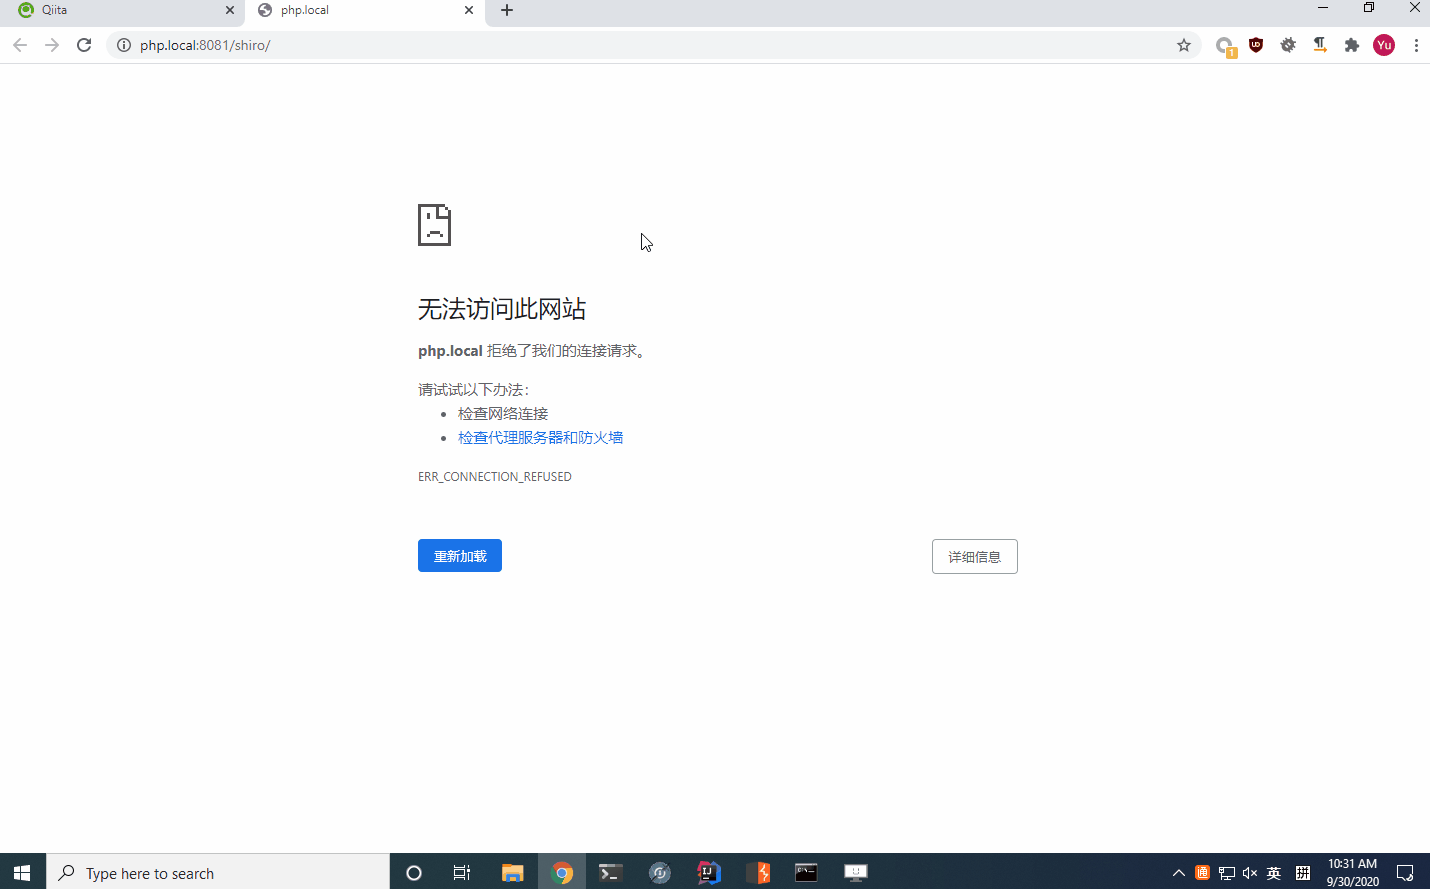 Qiita
php.local
php.local:8081/shiro/
1
Yu
无法访问此网站
php.local 拒绝了我们的连接请求。
请试试以下办法：
检查网络连接
检查代理服务器和防火墙
ERR_CONNECTION_REFUSED
重新加载
详细信息
Type here to search
IJ
英
拼
10:31 AM
9/30/2020